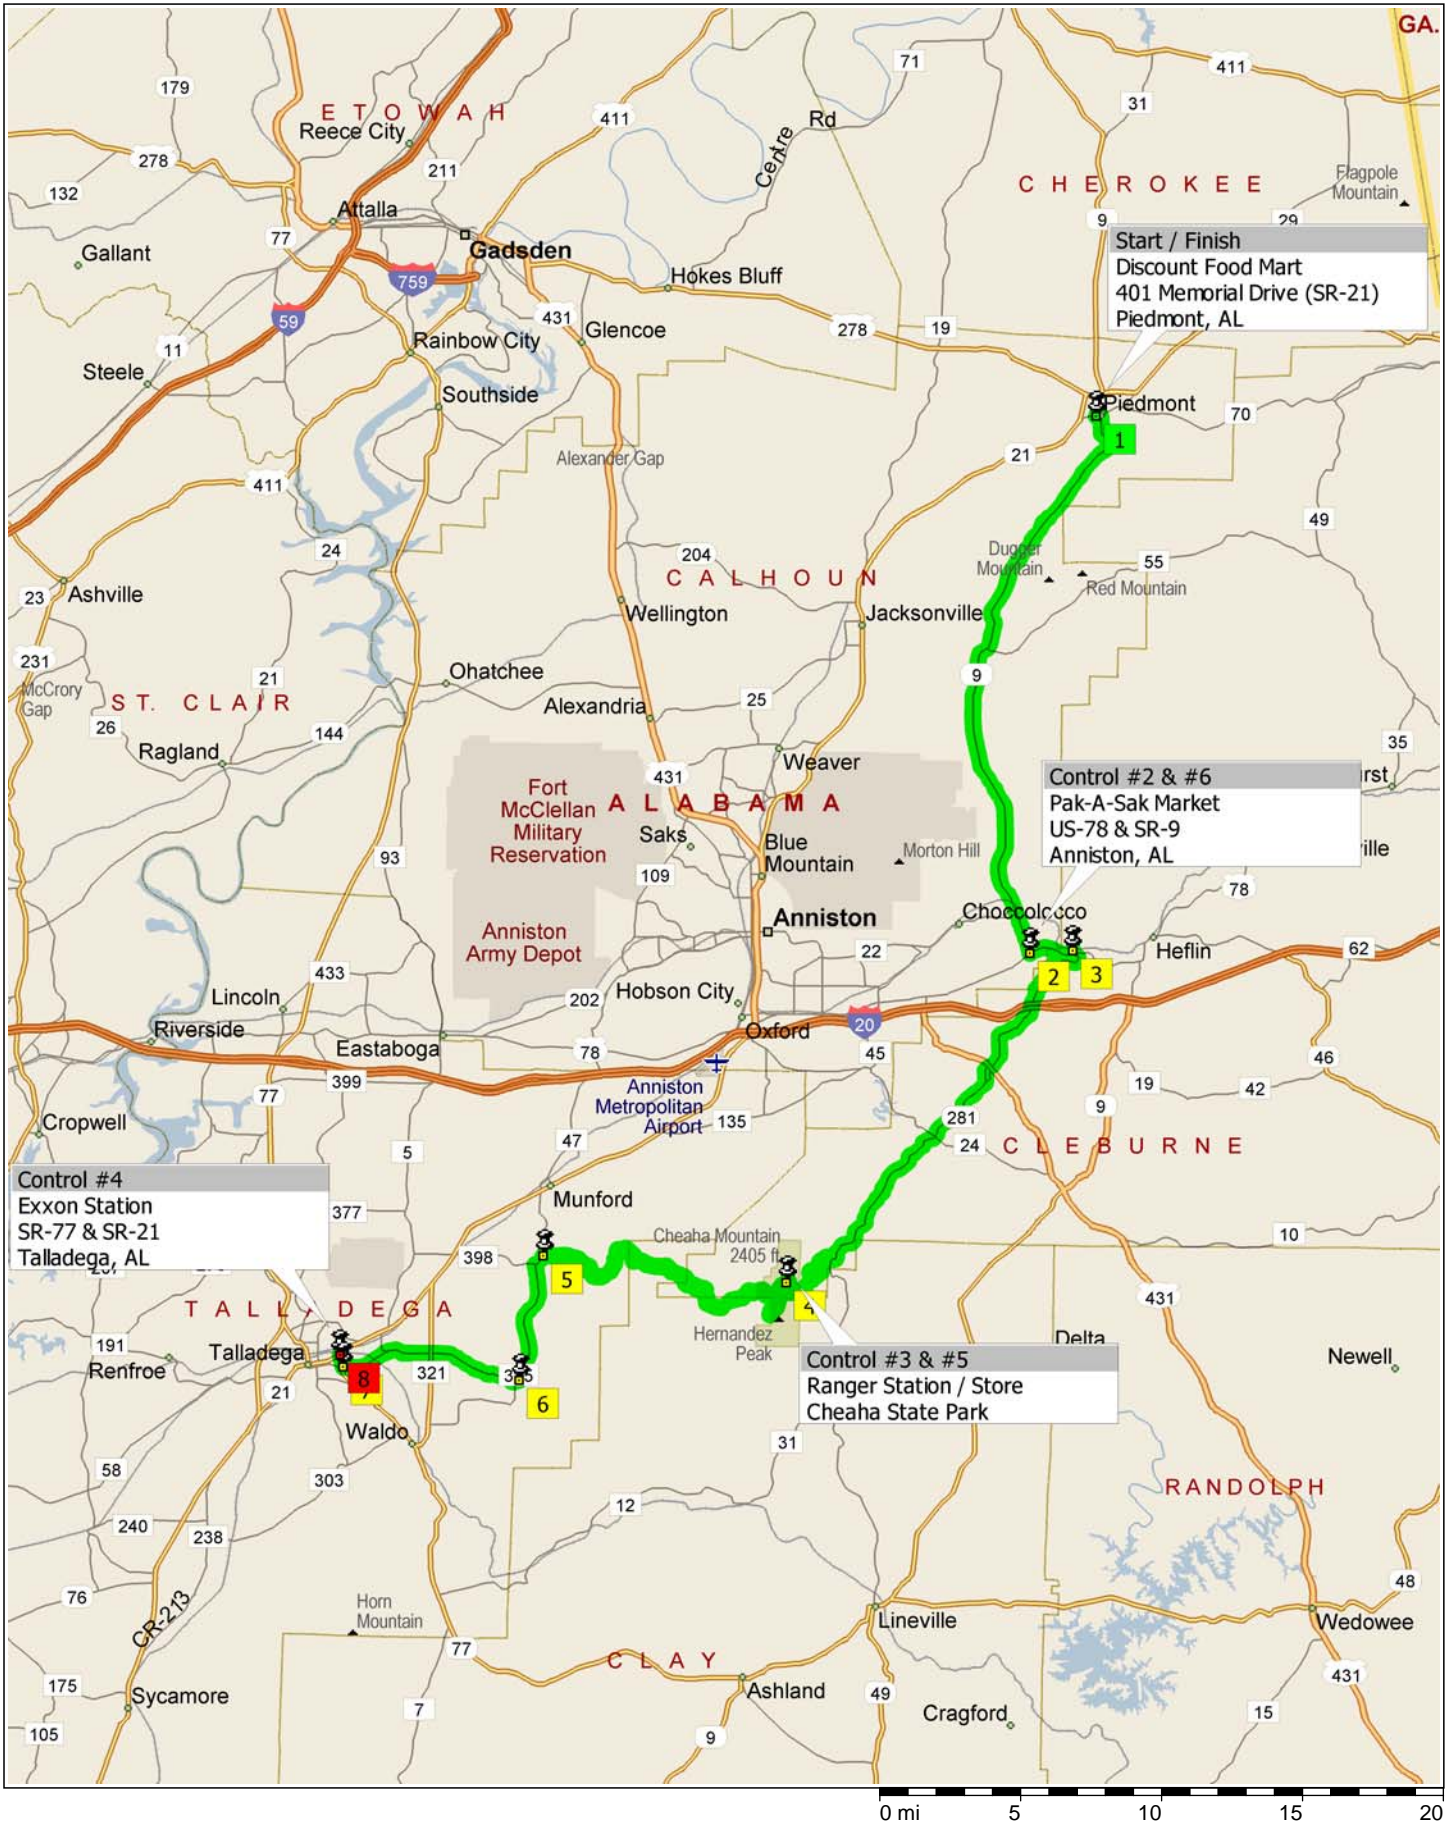 GA.
71
411
179
31
E T O W A H
Reece City
411
Rd
Centre
278
211
Flagpole
Mountain
132
C H E R O K E E
Attalla
9
29
77
Gallant
Gadsden
Start / Finish
Discount Food Mart
401 Memorial Drive (SR-21)
Piedmont, AL
759
Hokes Bluff
59
431
Glencoe
278
19
11
Rainbow City
Steele
Southside
Piedmont
70
1
21
Alexander Gap
411
49
24
204
Dugger
Mountain
55
C A L H O U N
Red Mountain
23
Ashville
Wellington
Jacksonville
231
Ohatchee
9
21
McCrory
Gap
ST. C L A I R
25
Alexandria
26
144
35
Ragland
Weaver
431
Control #2 & #6
Pak-A-Sak Market
US-78 & SR-9
Anniston, AL
rst
Fort
McClellan
Military
Reservation
A L A B A M A
Saks
Blue
Mountain
Morton Hill
ville
93
109
78
Choccolocco
Anniston
Anniston
Army Depot
22
Heflin
62
2
3
433
Lincoln
202
Hobson City
Riverside
Oxford
20
Eastaboga
78
45
46
399
Anniston
Metropolitan
Airport
77
19
42
9
Cropwell
135
281
47
24
C L E B U R N E
5
Control #4
Exxon Station
SR-77 & SR-21
Talladega, AL
Munford
377
Cheaha Mountain
2405 ft
10
398
5
4
431
T A L L A D E G A
Hernandez
Peak
Delta
191
Talladega
Renfroe
Newell
Control #3 & #5
Ranger Station / Store
Cheaha State Park
321
8
7
21
6
Waldo
31
58
303
RANDOLPH
12
240
238
76
48
Horn
Mountain
CR-213
Lineville
Wedowee
77
C L A Y
175
431
Sycamore
Ashland
49
7
Cragford
15
105
9
0 mi 5 10 15 20